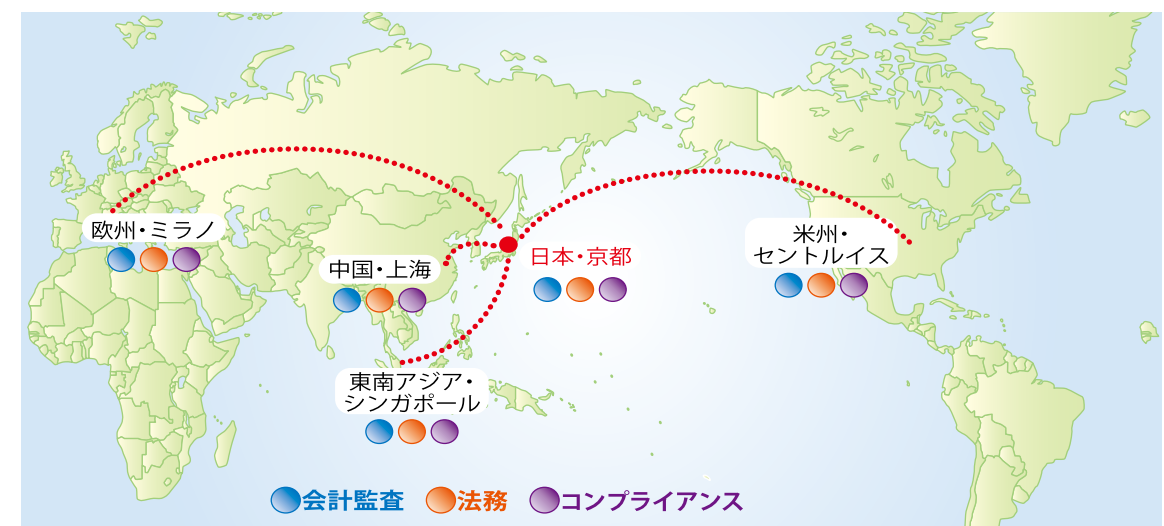 欧州・ミラノ
中国・上海
日本・京都
米州・
セントルイス
東南アジア・
シンガポール
会計監査 法務 コンプライアンス